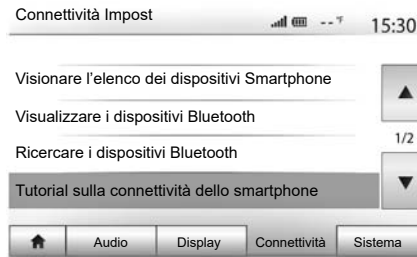 Connettività Impost
-- °F
15:30
Visionare l'elenco dei dispositivi Smartphone
Visualizzare i dispositivi Bluetooth
Ricercare i dispositivi Bluetooth
1/2
Tutorial sulla connettività dello smartphone
Audio Display Connettività Sistema